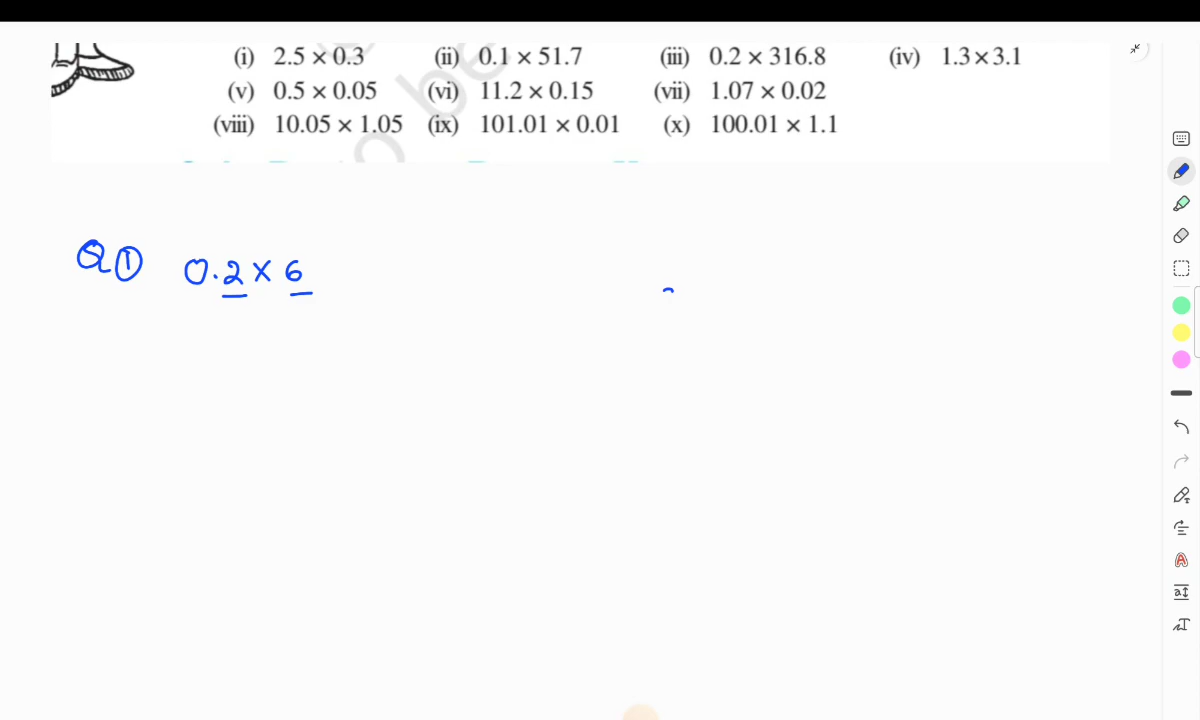 (i) 2.5 × 0.3 (ii) 0.1 × 51.7 (iii) 0.2 × 316.8 (iv) 1.3 × 3.1
(v) 0.5 × 0.05 (vi) 11.2 × 0.15 (vii) 1.07 × 0.02
(viii) 10.05 × 1.05 (ix) 101.01 × 0.01 (x) 100.01 × 1.1
Q ① 0.2 × 6